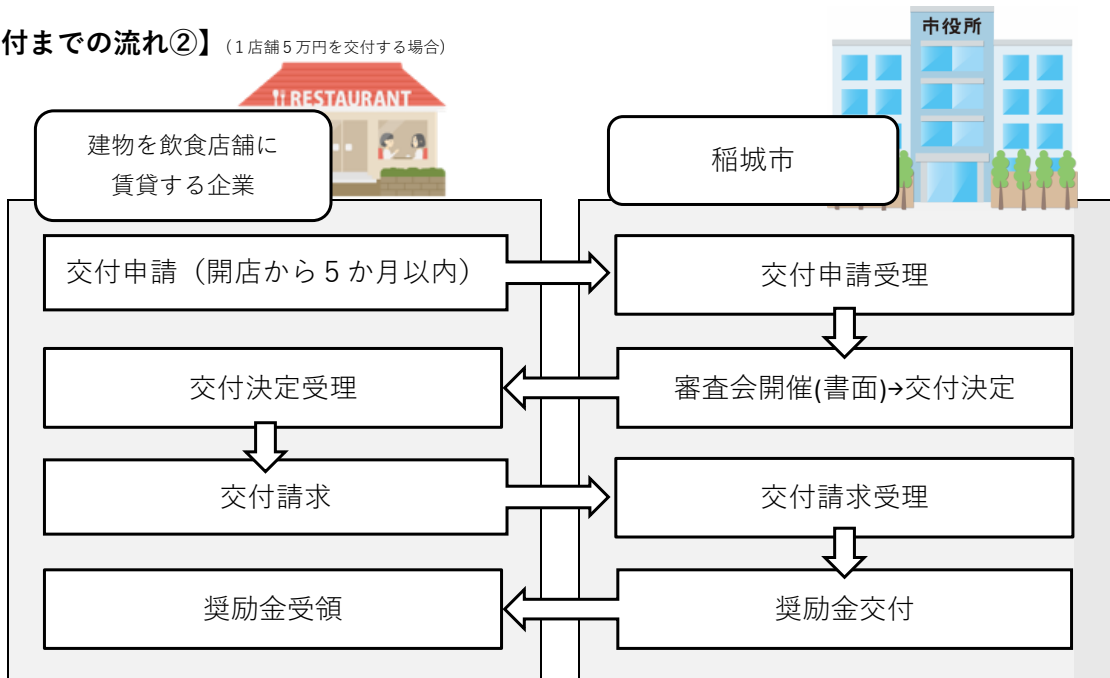 付までの流れ②】(1店舗5万円を交付する場合)
市役所
RESTAURANT
建物を飲食店舗に
賃貸する企業
稲城市
交付申請（開店から５か月以内）
交付申請受理
交付決定受理
審査会開催(書面)→交付決定
交付請求
交付請求受理
奨励金受領
奨励金交付